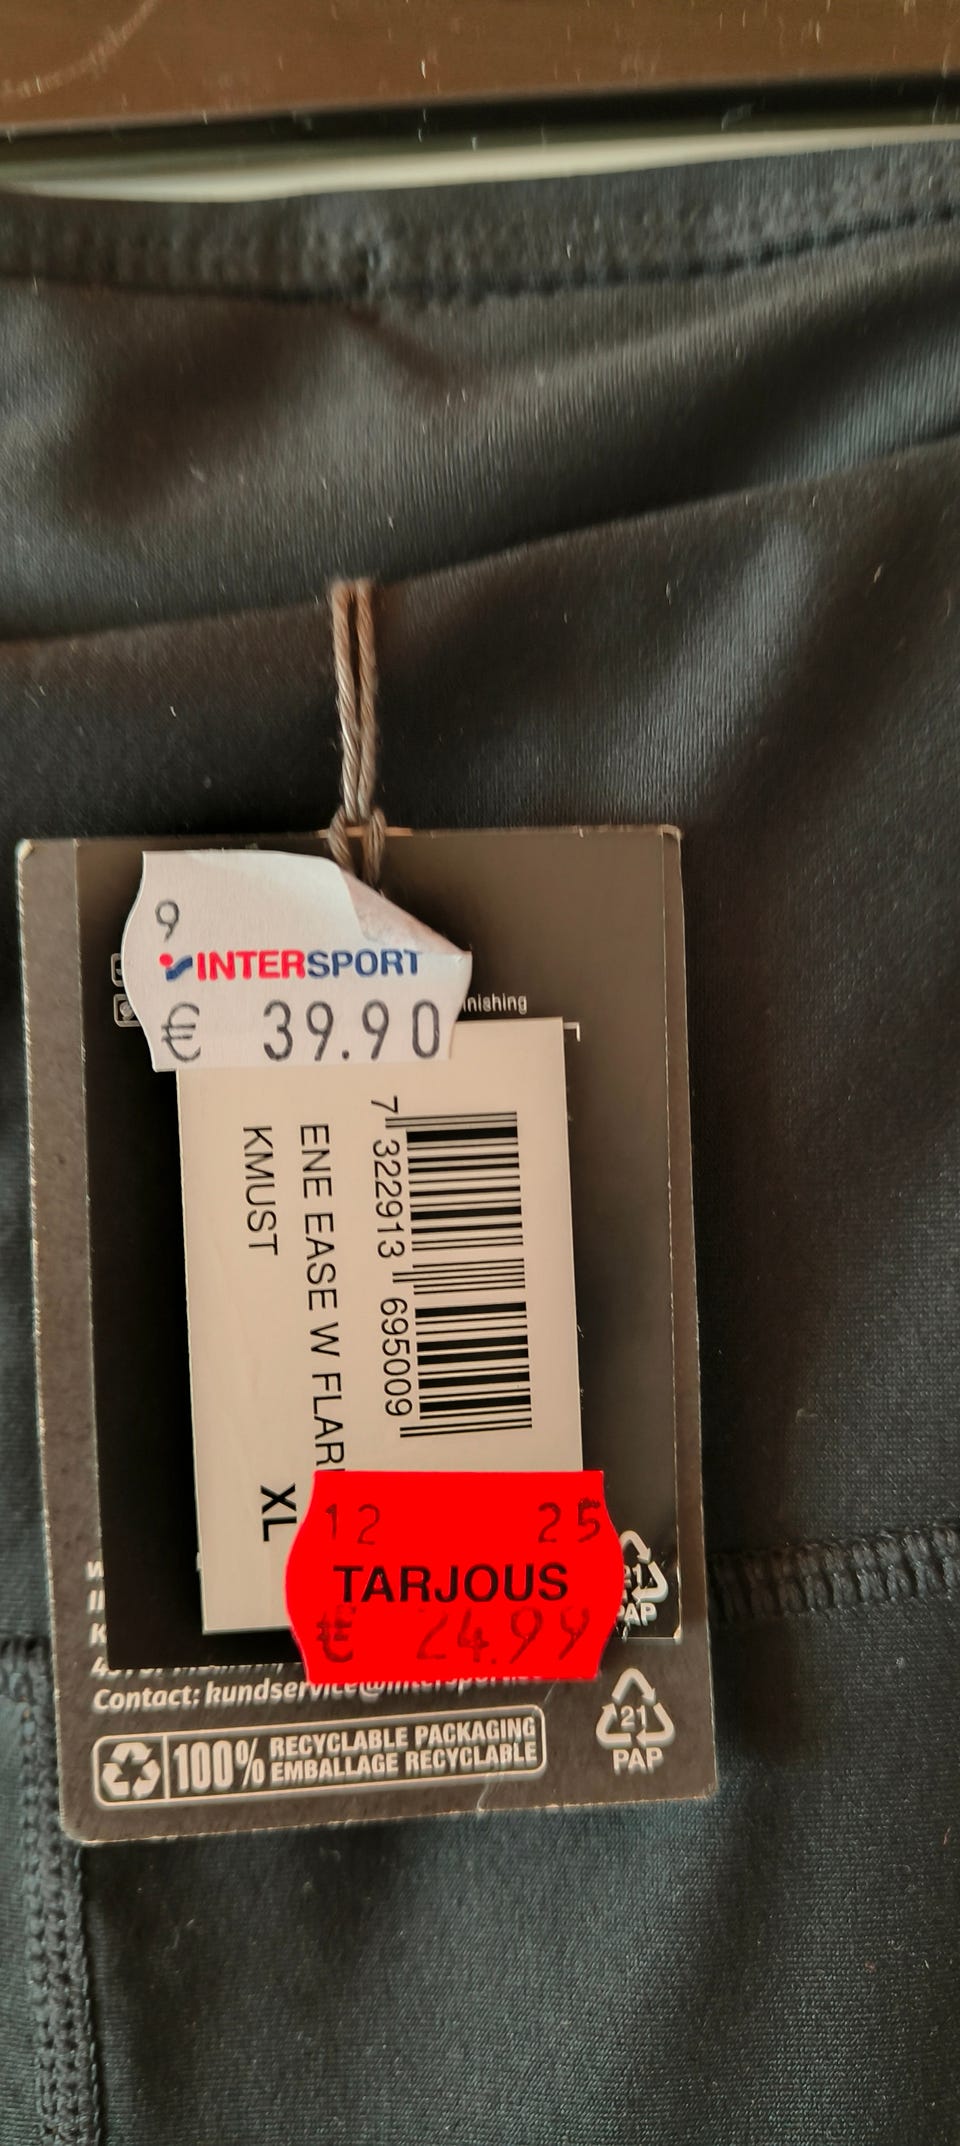 9
INTERSPORT
€ 39.90
7 322913 695009
ENE EASE W FLAR
KMUST
XL
12 25
TARJOUS
€ 24.99
21
PAP
Contact: kundservice@
100% RECYCLABLE PACKAGING
EMBALLAGE RECYCLABLE
21
PAP